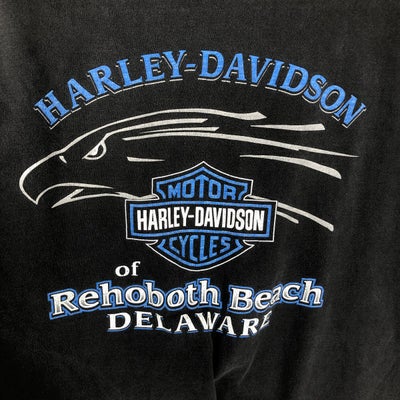 HARLEY-DAVIDSON
MOTOR
HARLEY-DAVIDSON
CYCLES
of
Rehoboth Beach
DELAWARE